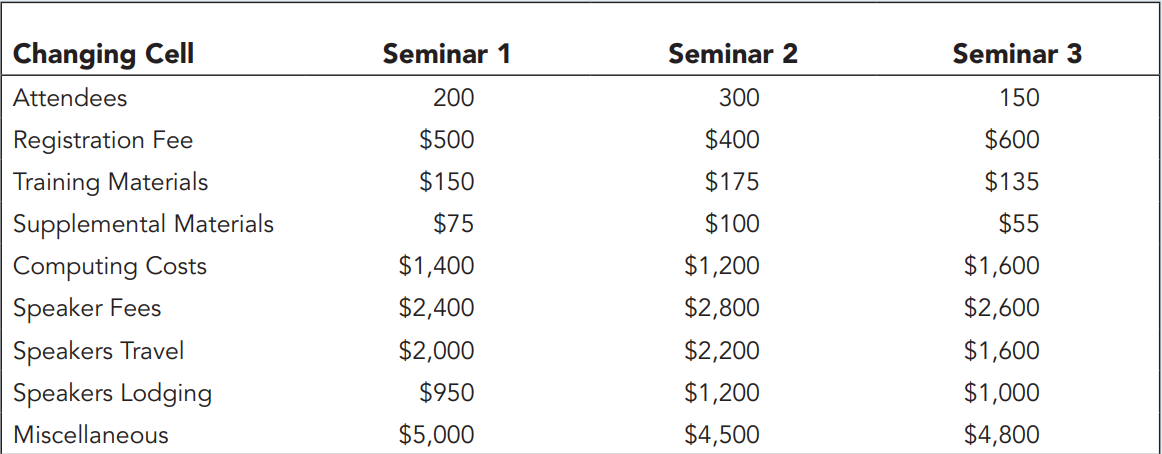 Changing Cell Seminar 1 Seminar 2 Seminar 3
Attendees 200 300 150
Registration Fee $500 $400 $600
Training Materials $150 $175 $135
Supplemental Materials $75 $100 $55
Computing Costs $1,400 $1,200 $1,600
Speaker Fees $2,400 $2,800 $2,600
Speakers Travel $2,000 $2,200 $1,600
Speakers Lodging $950 $1,200 $1,000
Miscellaneous $5,000 $4,500 $4,800